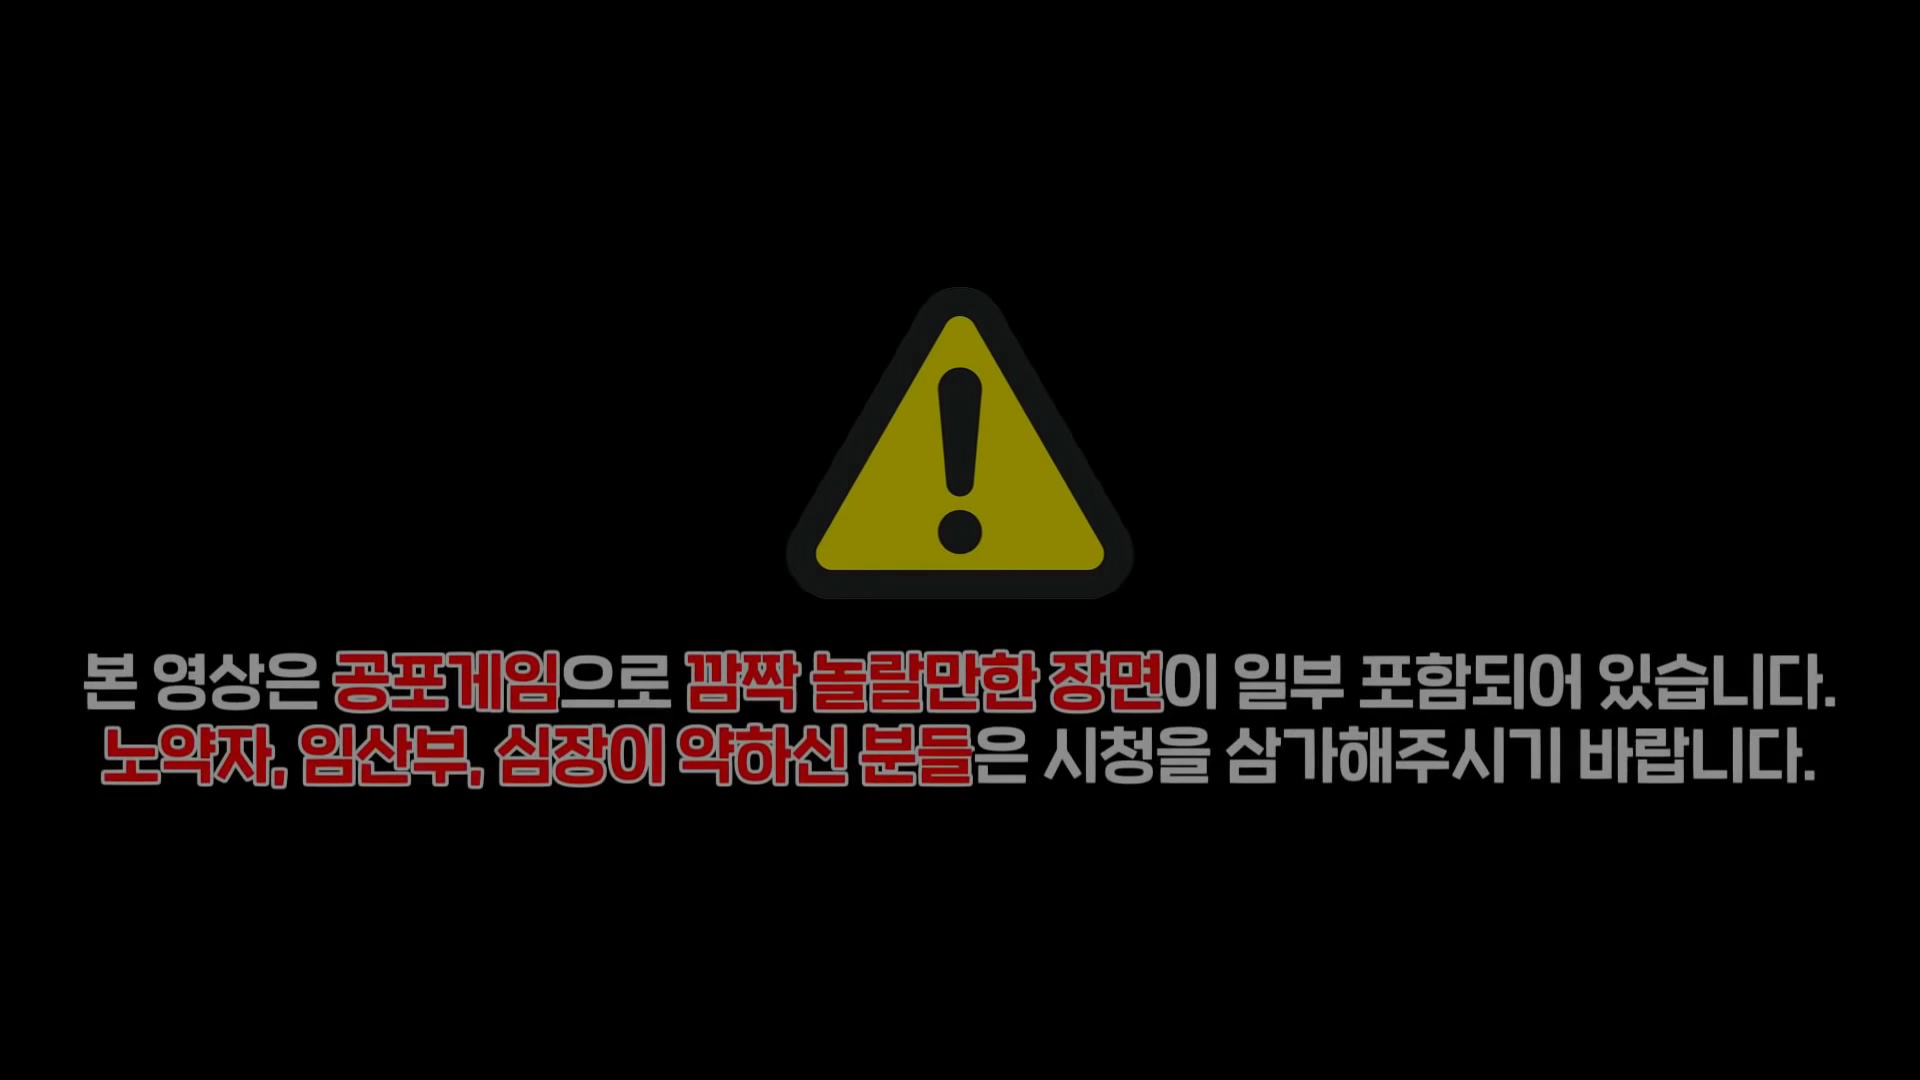 본 영상은 공포게임으로 깜짝 놀랄만한 장면이 일부 포함되어 있습니다.
노약자, 임산부, 심장이 약하신 분들은 시청을 삼가해주시기 바랍니다.